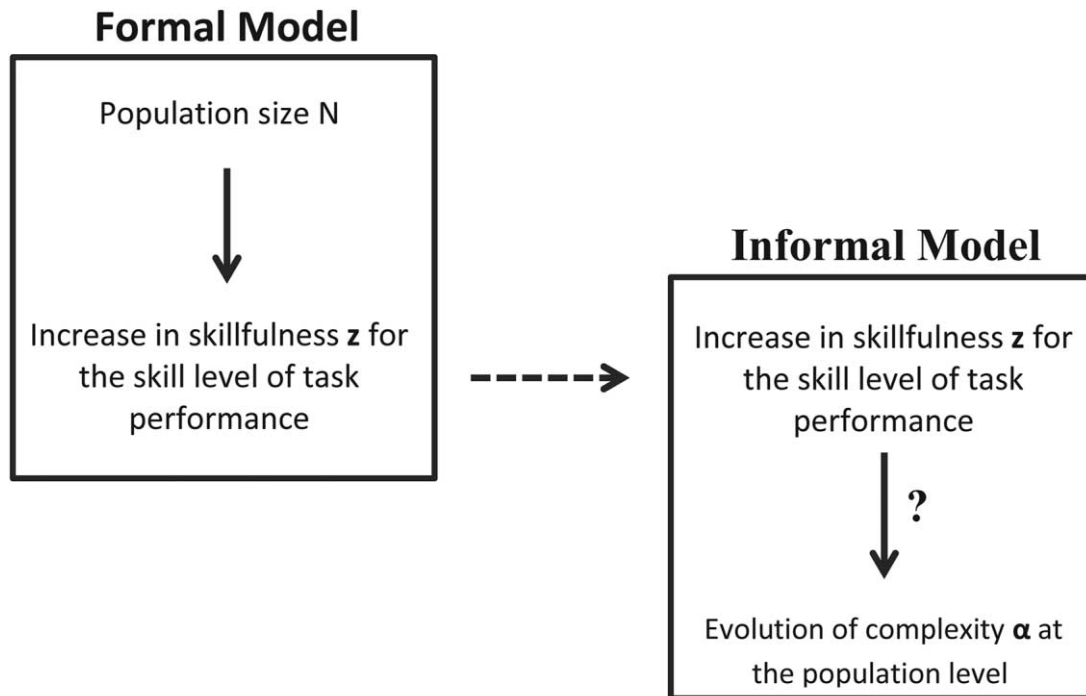 Formal Model
Population size N
Increase in skillfulness z for
the skill level of task
performance
Informal Model
Increase in skillfulness z for
the skill level of task
performance
?
Evolution of complexity α at
the population level